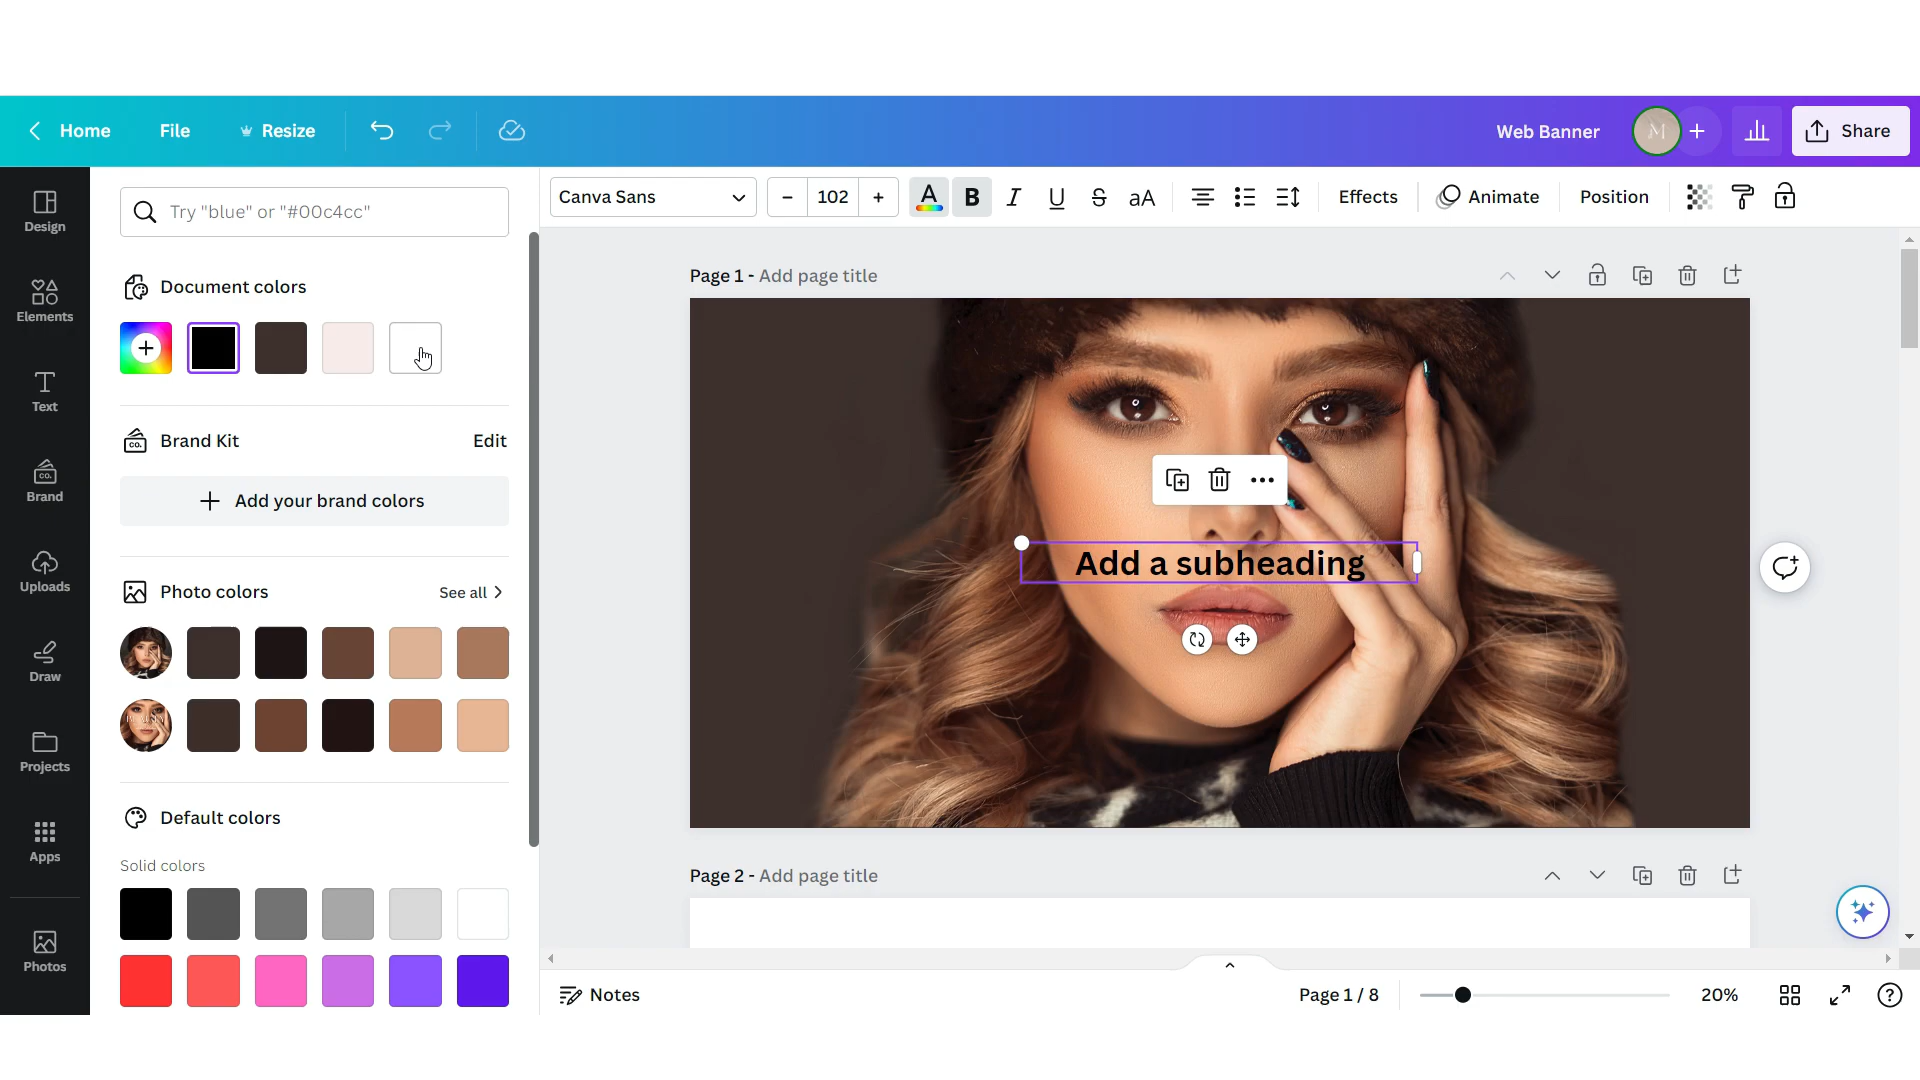 Home File Resize Web Banner M Share
Design
Elements
Text
Brand
Uploads
Draw
Projects
Apps
Photos
Try "blue" or "#00c4cc"
Document colors
Brand Kit Edit
CO.
Add your brand colors
Photo colors See all
BEAUTY
Default colors
Solid colors
Canva Sans - 102 + A B I U S aA Effects Animate Position
Page 1 - Add page title
Add a subheading
Page 2 - Add page title
Notes Page 1 / 8 20%